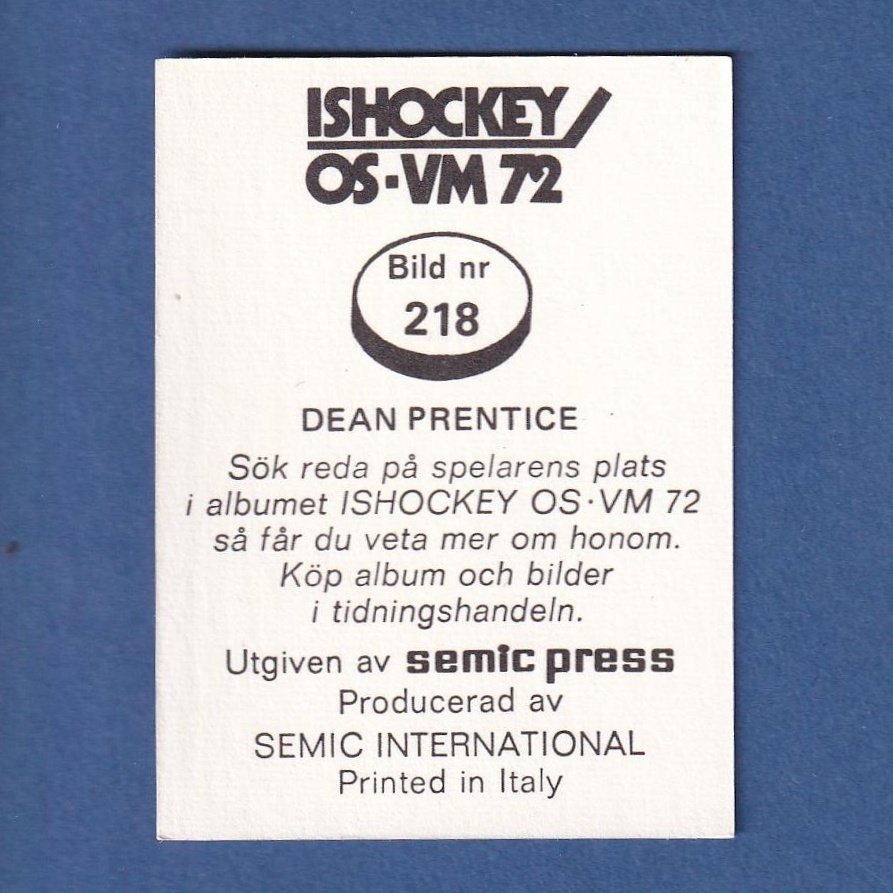 ISHOCKEY
OS·VM 72
Bild nr
218
DEAN PRENTICE
Sök reda på spelarens plats
i albumet ISHOCKEY OS·VM 72
så får du veta mer om honom.
Köp album och bilder
i tidningshandeln.
Utgiven av semic press
Producerad av
SEMIC INTERNATIONAL
Printed in Italy